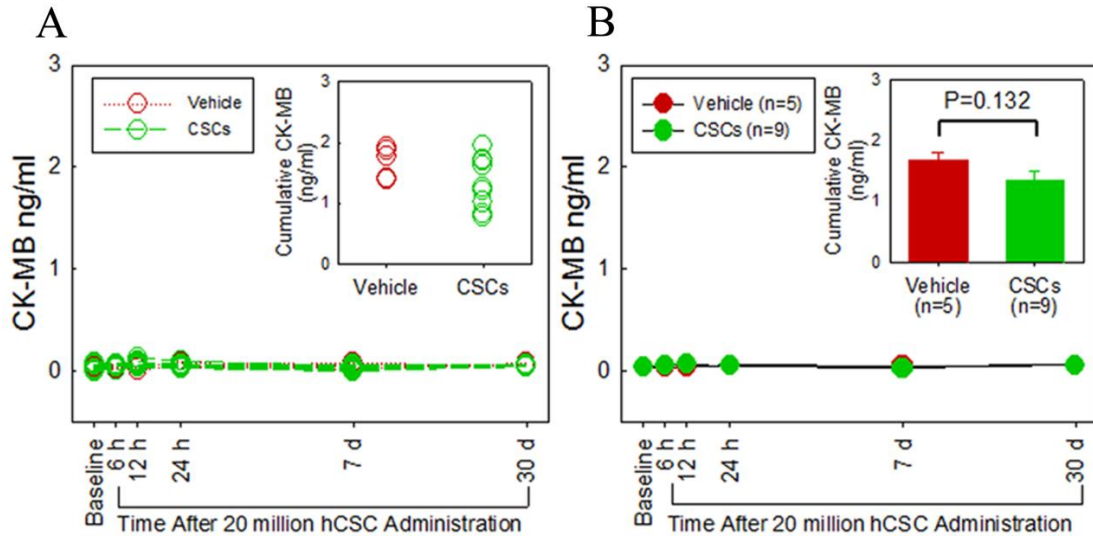 A
CK-MB ng/ml
3
2
1
0
Vehicle
CSCs
Cumulative CK-MB
(ng/ml)
3
2
1
0
Vehicle CSCs
Baseline
6 h
12 h
24 h
7 d
30 d
Time After 20 million hCSC Administration
B
CK-MB ng/ml
3
2
1
0
Vehicle (n=5)
CSCs (n=9)
Cumulative CK-MB
(ng/ml)
3
2
1
0
P=0.132
Vehicle CSCs
(n=5) (n=9)
Baseline
6 h
12 h
24 h
7 d
30 d
Time After 20 million hCSC Administration